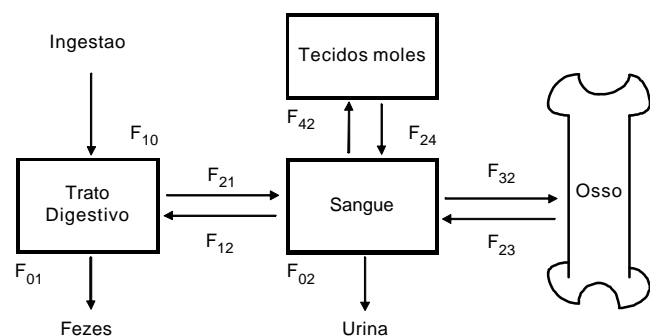 Ingestao
Tecidos moles
F42
F24
F10
Trato
Digestivo
F21
F12
Sangue
F32
F23
Osso
F01
F02
Fezes
Urina